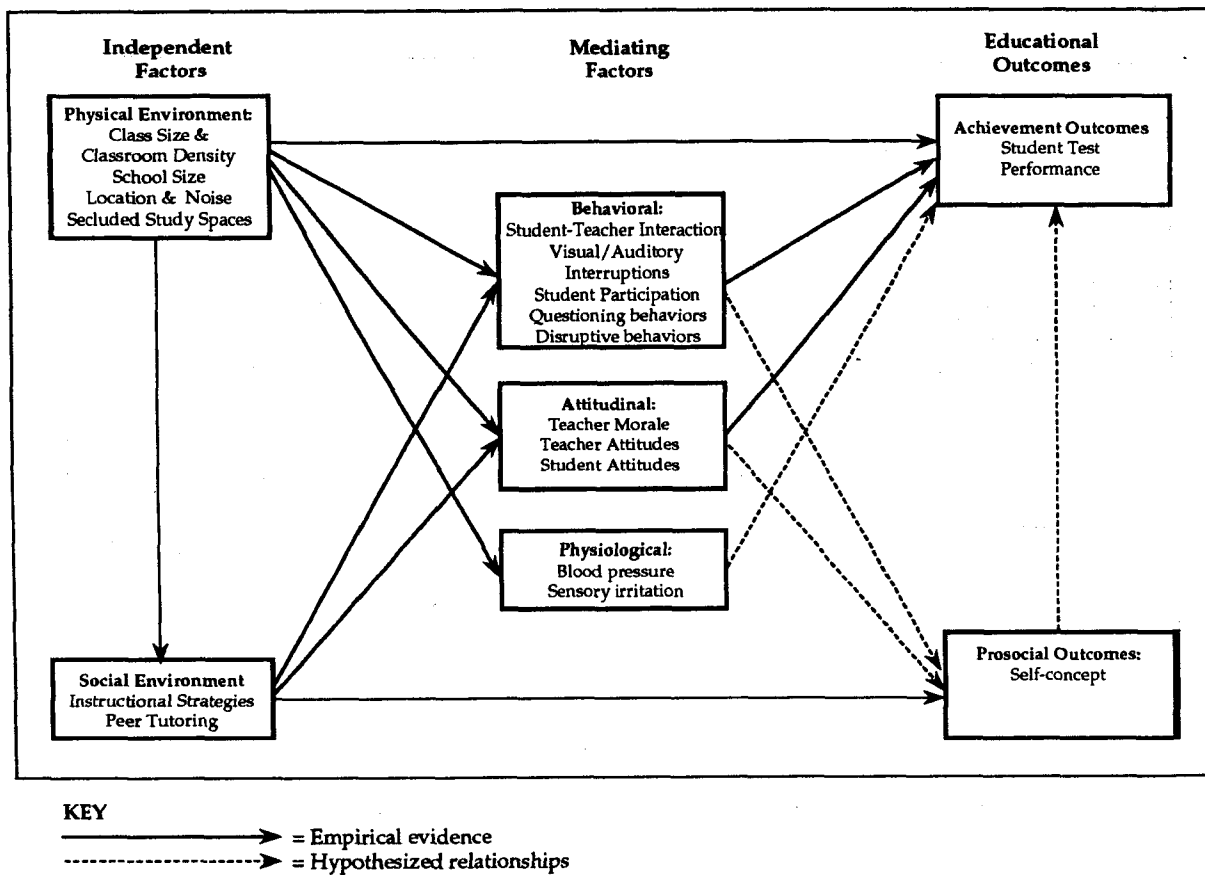 Independent
Factors
Mediating
Factors
Educational
Outcomes
Physical Environment:
Class Size &
Classroom Density
School Size
Location & Noise
Secluded Study Spaces
Behavioral:
Student-Teacher Interaction
Visual/Auditory
Interruptions
Student Participation
Questioning behaviors
Disruptive behaviors
Attitudinal:
Teacher Morale
Teacher Attitudes
Student Attitudes
Physiological:
Blood pressure
Sensory irritation
Achievement Outcomes
Student Test
Performance
Social Environment
Instructional Strategies
Peer Tutoring
Prosocial Outcomes:
Self-concept
KEY
= Empirical evidence
= Hypothesized relationships